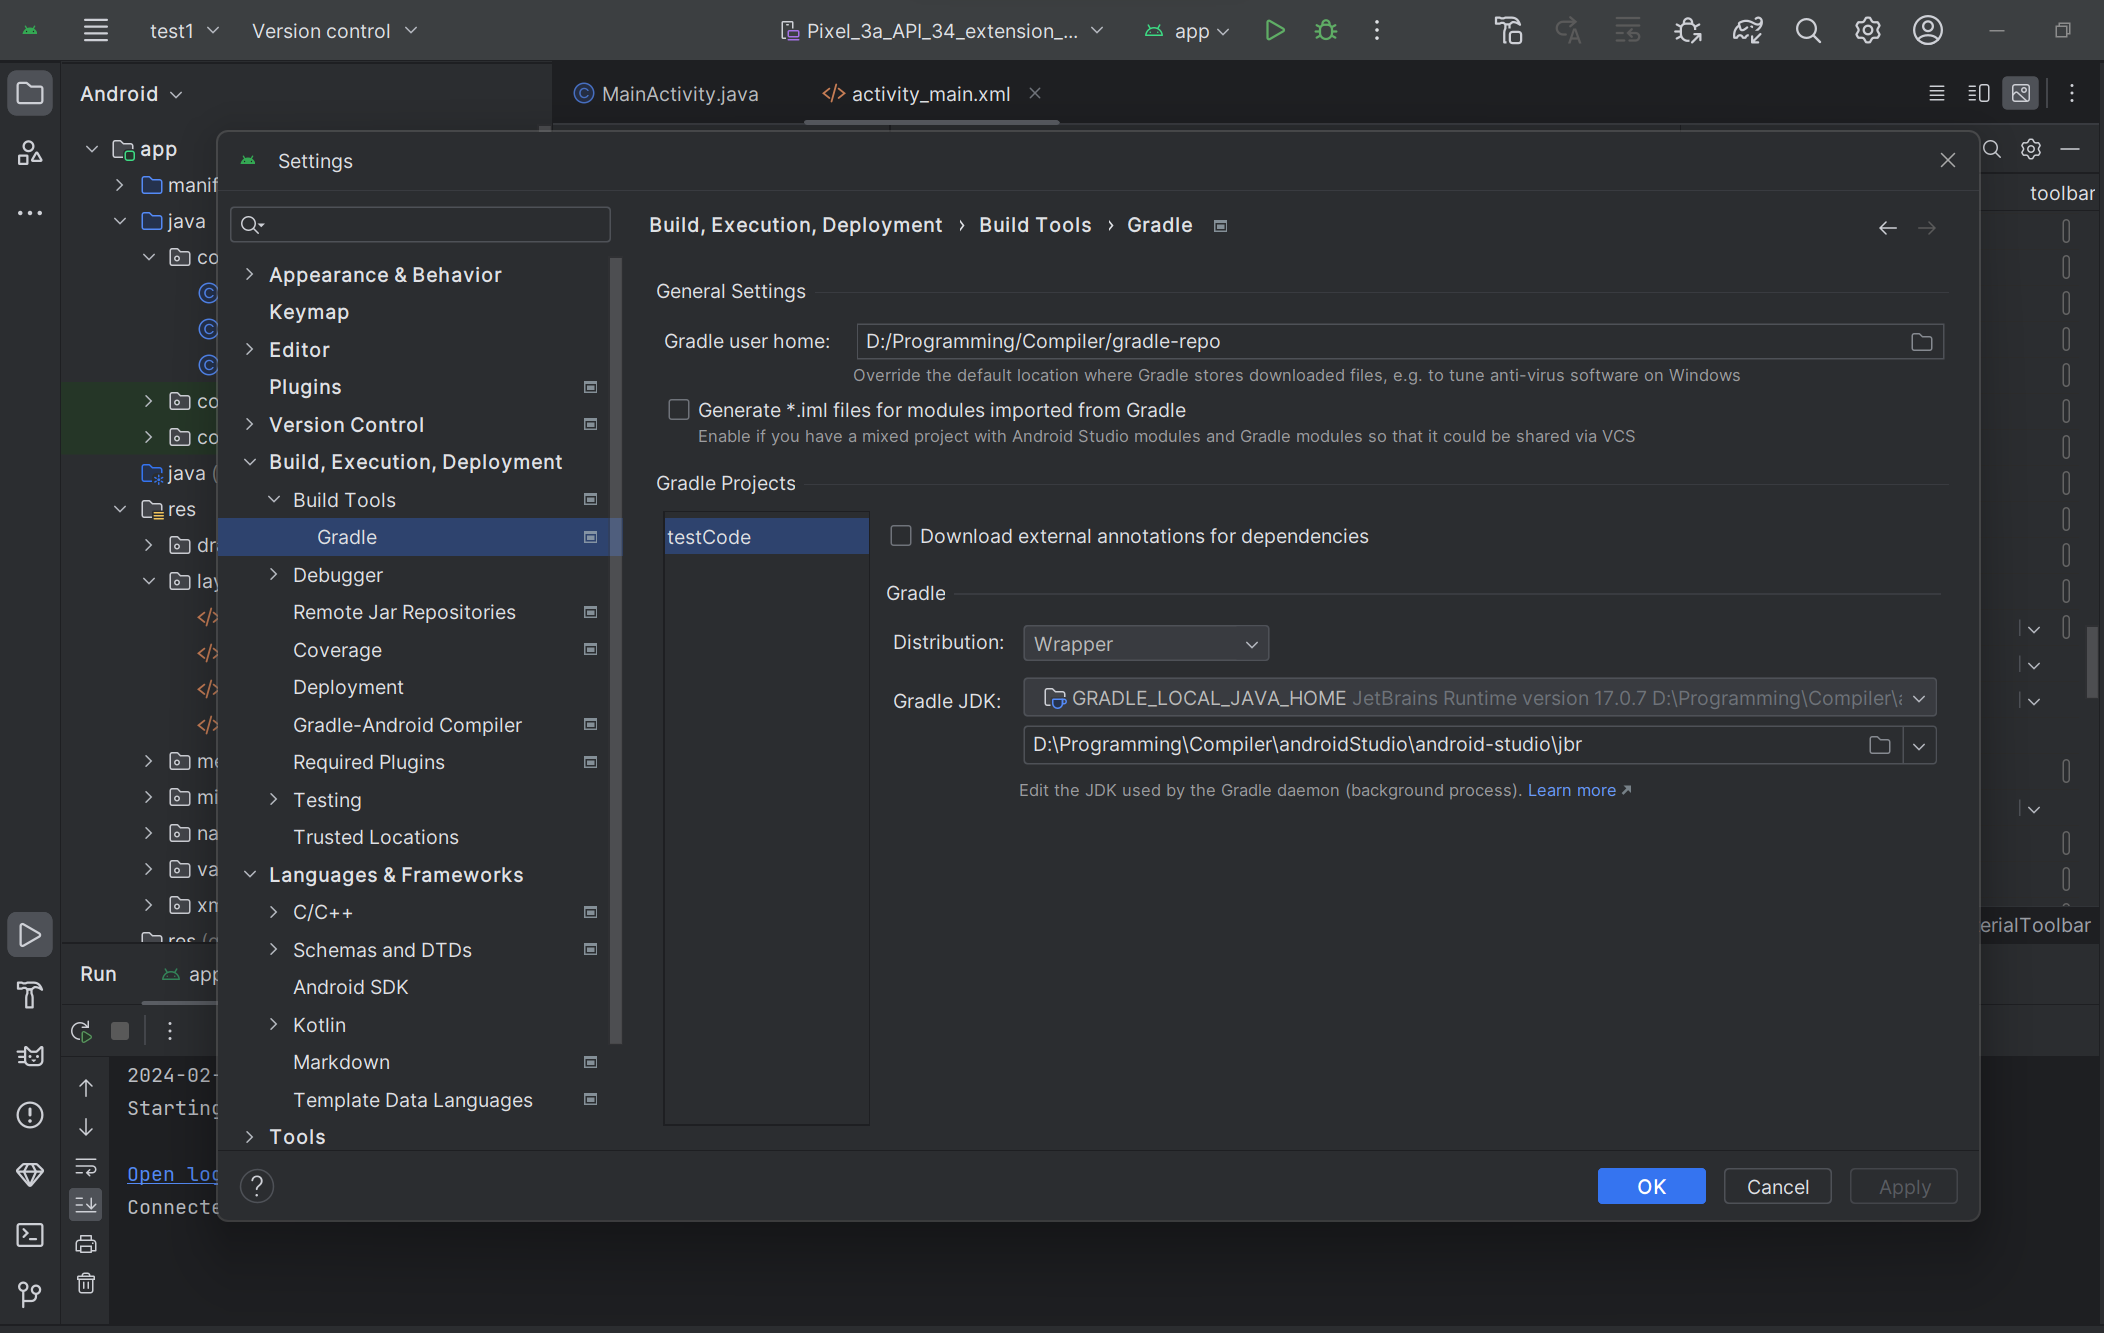 test1
Version control
Pixel_3a_API_34_extension_...
app
Android
MainActivity.java
activity_main.xml
app
manif
java
co
co
co
java (
res
dra
lay
me
mi
na
va
xm
res
toolbar
erialToolbar
Settings
Appearance & Behavior
Keymap
Editor
Plugins
Version Control
Build, Execution, Deployment
Build Tools
Gradle
Debugger
Remote Jar Repositories
Coverage
Deployment
Gradle-Android Compiler
Required Plugins
Testing
Trusted Locations
Languages & Frameworks
C/C++
Schemas and DTDs
Android SDK
Kotlin
Markdown
Template Data Languages
Tools
Build, Execution, Deployment › Build Tools › Gradle
General Settings
Gradle user home: D:/Programming/Compiler/gradle-repo
Override the default location where Gradle stores downloaded files, e.g. to tune anti-virus software on Windows
Generate *.iml files for modules imported from Gradle
Enable if you have a mixed project with Android Studio modules and Gradle modules so that it could be shared via VCS
Gradle Projects
testCode
Download external annotations for dependencies
Gradle
Distribution: Wrapper
Gradle JDK: GRADLE_LOCAL_JAVA_HOME JetBrains Runtime version 17.0.7 D:\Programming\Compiler\a
D:\Programming\Compiler\androidStudio\android-studio\jbr
Edit the JDK used by the Gradle daemon (background process). Learn more
?
OK
Cancel
Apply
Run
app
2024-02-
Starting
Open log
Connecte